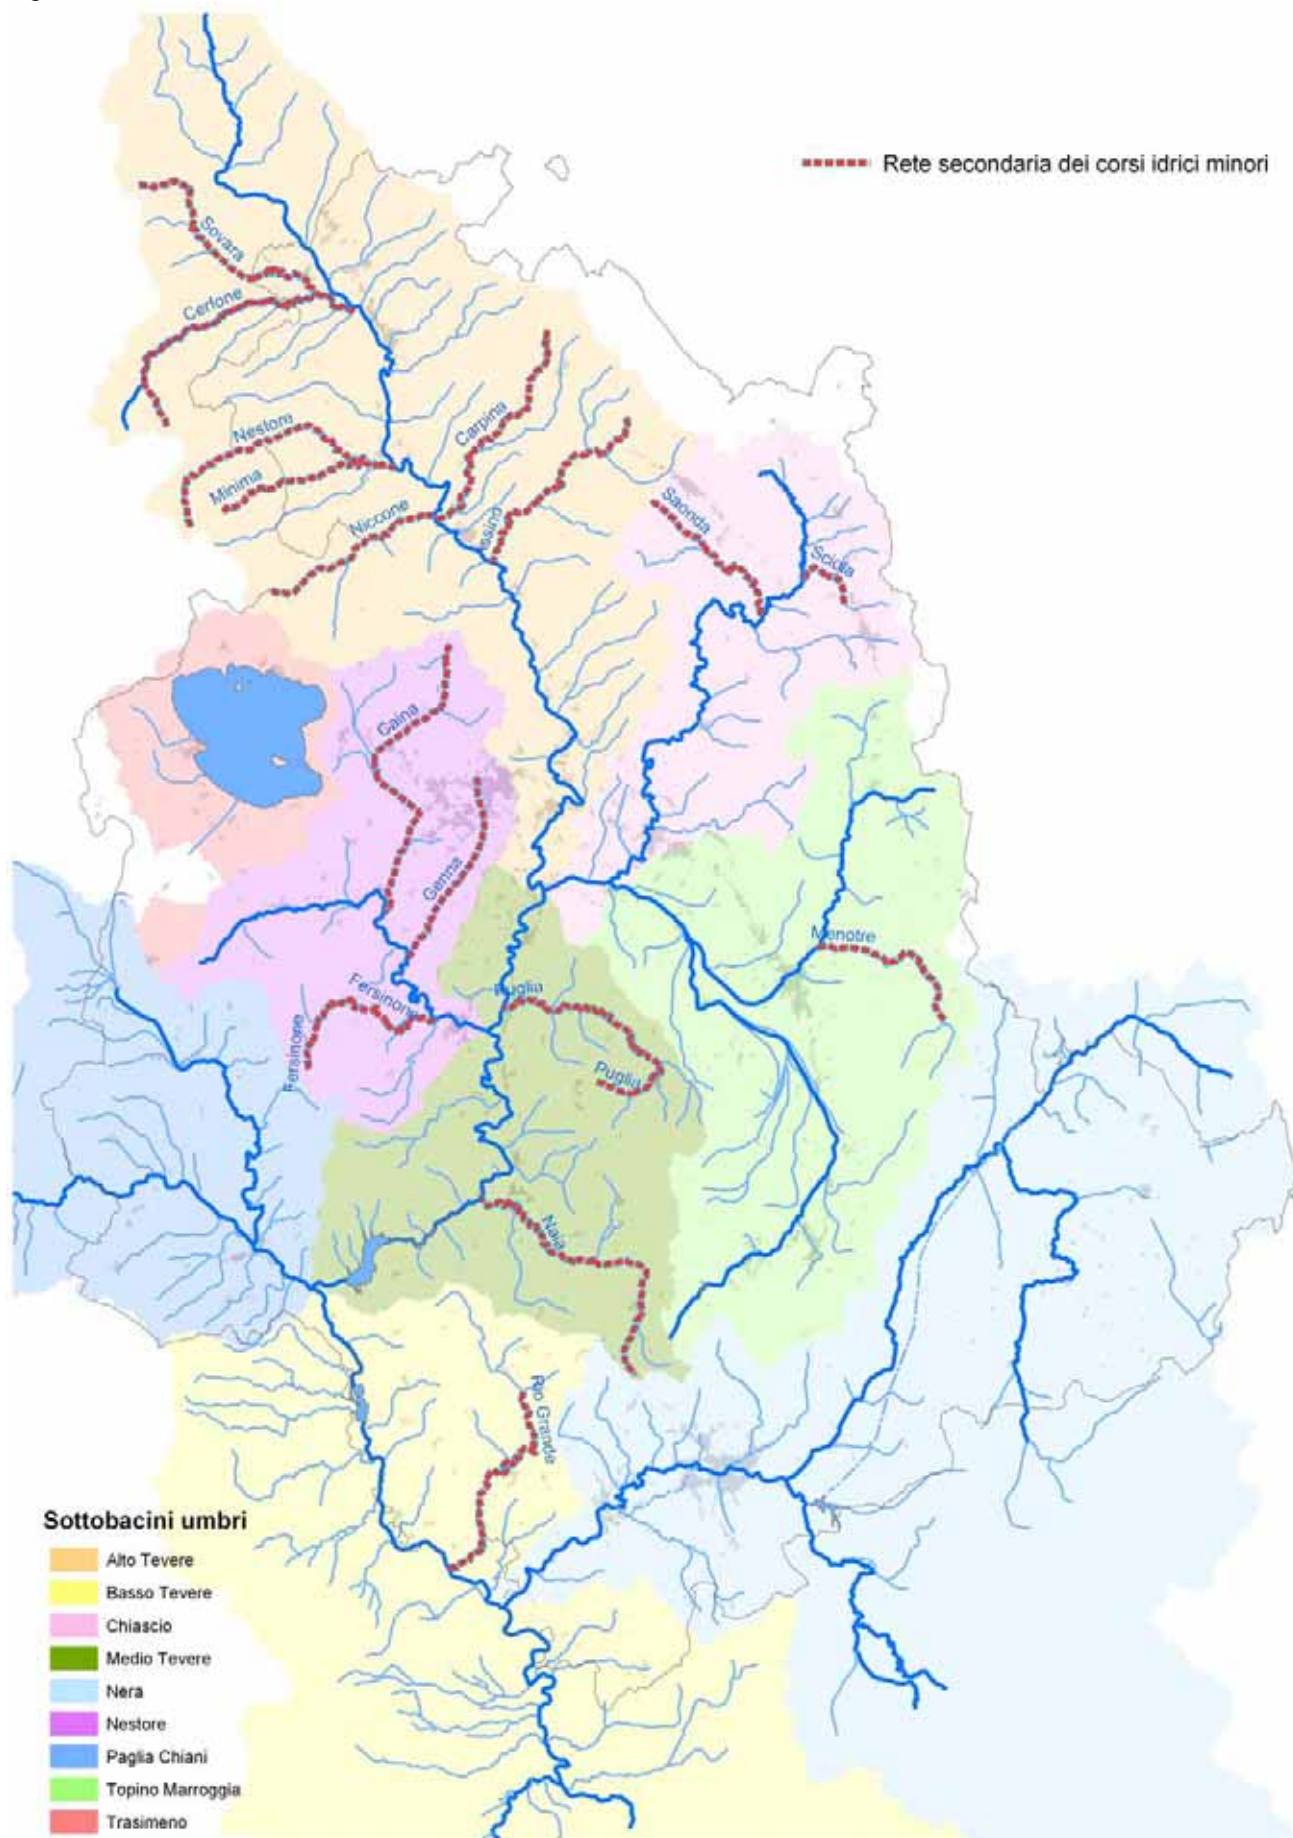 Rete secondaria dei corsi idrici minori
Sovara
Cerfone
Carpina
Nestore
Minima
Niccone
Saonda
Scidla
Caina
Genna
Menotre
Fersinone
Puglia
Fersinone
Puglia
Naia
Rio Grande
Sottobacini umbri
Alto Tevere
Basso Tevere
Chiascio
Medio Tevere
Nera
Nestore
Paglia Chiani
Topino Marroggia
Trasimeno